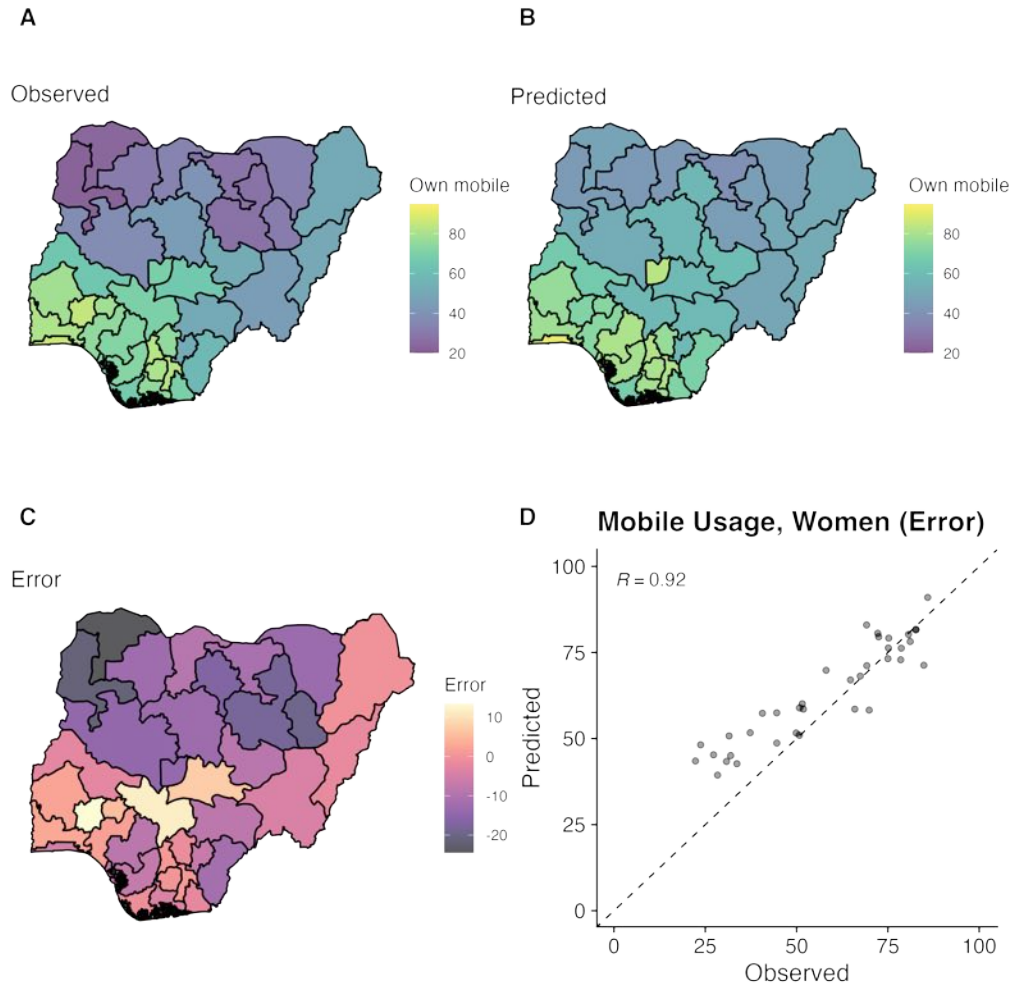 A
B
Observed
Predicted
Own mobile
80
60
40
20
Own mobile
80
60
40
20
C
D
Mobile Usage, Women (Error)
Error
R = 0.92
Error
10
0
-10
-20
Predicted
100
75
50
25
0
0 25 50 75 100
Observed